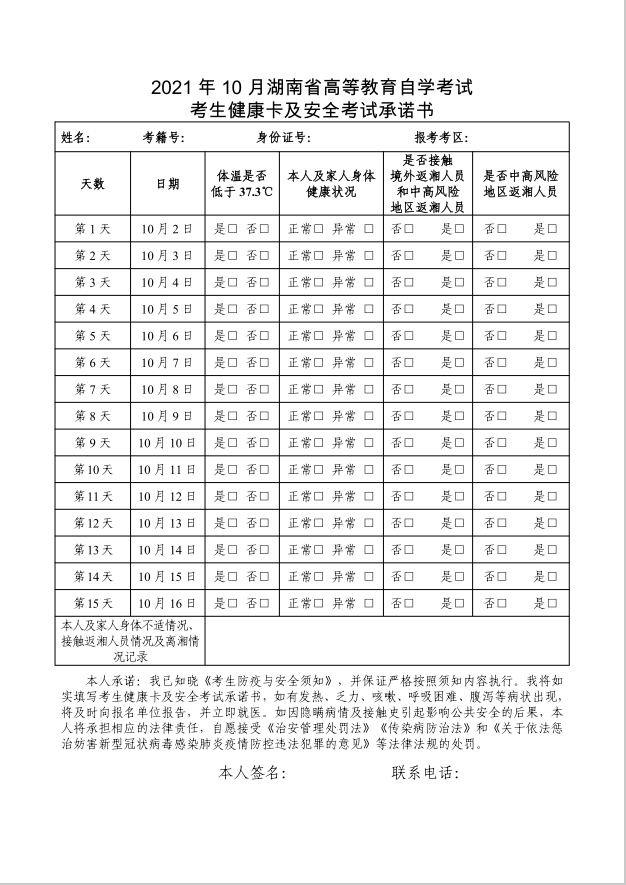 2021 年 10 月湖南省高等教育自学考试
考生健康卡及安全考试承诺书
姓名： 考籍号： 身份证号： 报考考区：
天数 日期 体温是否低于 37.3℃ 本人及家人身体健康状况 是否接触境外返湘人员和中高风险地区返湘人员 是否中高风险地区返湘人员
第 1 天 10 月 2 日 是□ 否□ 正常□ 异常 □ 否□ 是□ 否□ 是□
第 2 天 10 月 3 日 是□ 否□ 正常□ 异常 □ 否□ 是□ 否□ 是□
第 3 天 10 月 4 日 是□ 否□ 正常□ 异常 □ 否□ 是□ 否□ 是□
第 4 天 10 月 5 日 是□ 否□ 正常□ 异常 □ 否□ 是□ 否□ 是□
第 5 天 10 月 6 日 是□ 否□ 正常□ 异常 □ 否□ 是□ 否□ 是□
第 6 天 10 月 7 日 是□ 否□ 正常□ 异常 □ 否□ 是□ 否□ 是□
第 7 天 10 月 8 日 是□ 否□ 正常□ 异常 □ 否□ 是□ 否□ 是□
第 8 天 10 月 9 日 是□ 否□ 正常□ 异常 □ 否□ 是□ 否□ 是□
第 9 天 10 月 10 日 是□ 否□ 正常□ 异常 □ 否□ 是□ 否□ 是□
第 10 天 10 月 11 日 是□ 否□ 正常□ 异常 □ 否□ 是□ 否□ 是□
第 11 天 10 月 12 日 是□ 否□ 正常□ 异常 □ 否□ 是□ 否□ 是□
第 12 天 10 月 13 日 是□ 否□ 正常□ 异常 □ 否□ 是□ 否□ 是□
第 13 天 10 月 14 日 是□ 否□ 正常□ 异常 □ 否□ 是□ 否□ 是□
第 14 天 10 月 15 日 是□ 否□ 正常□ 异常 □ 否□ 是□ 否□ 是□
第 15 天 10 月 16 日 是□ 否□ 正常□ 异常 □ 否□ 是□ 否□ 是□
本人及家人身体不适情况、
接触返湘人员情况及离湘情
况记录
本人承诺：我已知晓《考生防疫与安全须知》，并保证严格按照须知内容执行。我将如
实填写考生健康卡及安全考试承诺书，如有发热、乏力、咳嗽、呼吸困难、腹泻等病状出现，
将及时向报名单位报告，并立即就医。如因隐瞒病情及接触史引起影响公共安全的后果，本
人将承担相应的法律责任，自愿接受《治安管理处罚法》《传染病防治法》和《关于依法惩
治妨害新型冠状病毒感染肺炎疫情防控违法犯罪的意见》等法律法规的处罚。
本人签名： 联系电话：